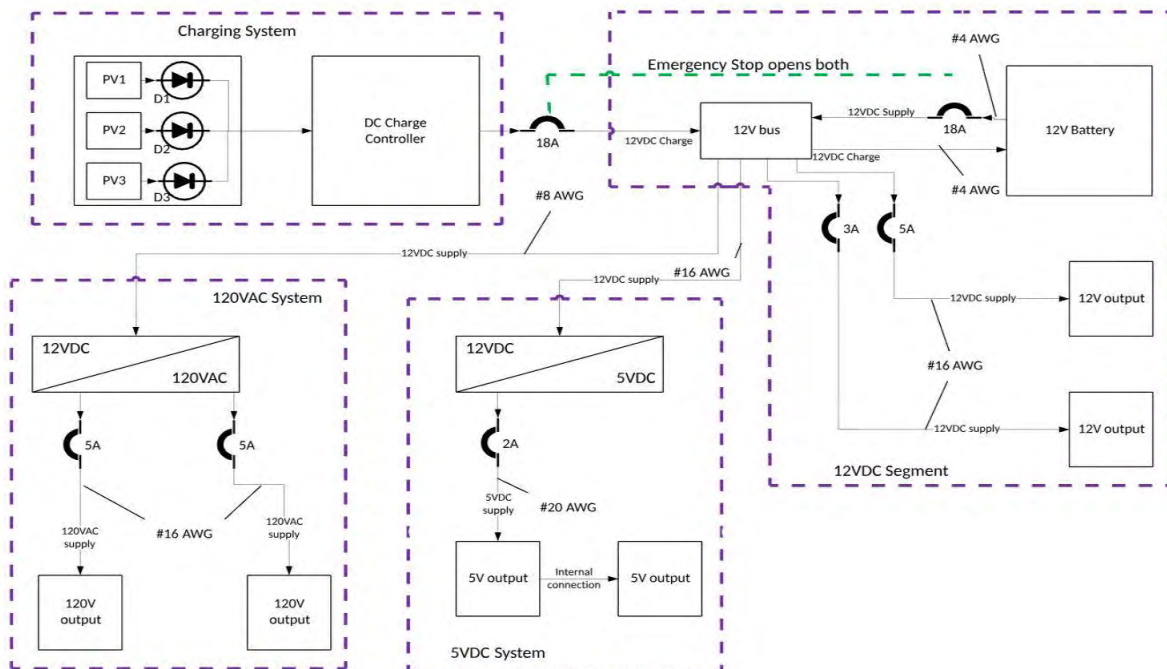 Charging System
PV1
D1
PV2
D2
PV3
D3
DC Charge
Controller
18A
12VDC Charge
Emergency Stop opens both
#4 AWG
12V bus
12VDC Supply
18A
12V Battery
12VDC Charge
#4 AWG
#8 AWG
12VDC supply
#16 AWG
12VDC supply
3A
5A
12VDC supply
12V output
#16 AWG
12VDC supply
12V output
12VDC Segment
120VAC System
12VDC
120VAC
5A
5A
#16 AWG
120VAC
supply
120VAC
supply
120V
output
120V
output
12VDC
5VDC
2A
5VDC
supply
#20 AWG
5V output
Internal
connection
5V output
5VDC System